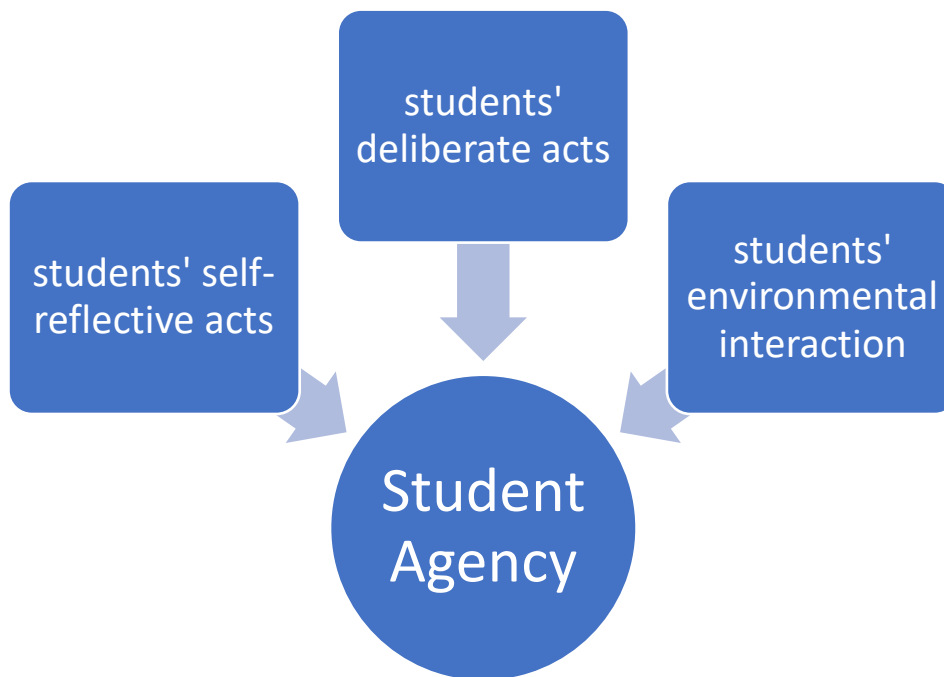 students'
deliberate acts
students' self-
reflective acts
students'
environmental
interaction
Student
Agency